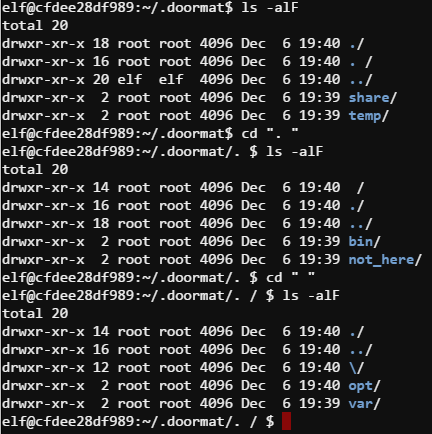 elf@cfdee28df989:~/.doormat$ ls -alF
total 20
drwxr-xr-x 18 root root 4096 Dec  6 19:40 ./
drwxr-xr-x 16 root root 4096 Dec  6 19:40 . /
drwxr-xr-x 20 elf  elf  4096 Dec  6 19:40 ../
drwxr-xr-x  2 root root 4096 Dec  6 19:39 share/
drwxr-xr-x  2 root root 4096 Dec  6 19:39 temp/
elf@cfdee28df989:~/.doormat$ cd ". "
elf@cfdee28df989:~/.doormat/. $ ls -alF
total 20
drwxr-xr-x 14 root root 4096 Dec  6 19:40  /
drwxr-xr-x 16 root root 4096 Dec  6 19:40 ./
drwxr-xr-x 18 root root 4096 Dec  6 19:40 ../
drwxr-xr-x  2 root root 4096 Dec  6 19:39 bin/
drwxr-xr-x  2 root root 4096 Dec  6 19:39 not_here/
elf@cfdee28df989:~/.doormat/. $ cd " "
elf@cfdee28df989:~/.doormat/. / $ ls -alF
total 20
drwxr-xr-x 14 root root 4096 Dec  6 19:40 ./
drwxr-xr-x 16 root root 4096 Dec  6 19:40 ../
drwxr-xr-x 12 root root 4096 Dec  6 19:40 \/
drwxr-xr-x  2 root root 4096 Dec  6 19:39 opt/
drwxr-xr-x  2 root root 4096 Dec  6 19:39 var/
elf@cfdee28df989:~/.doormat/. / $